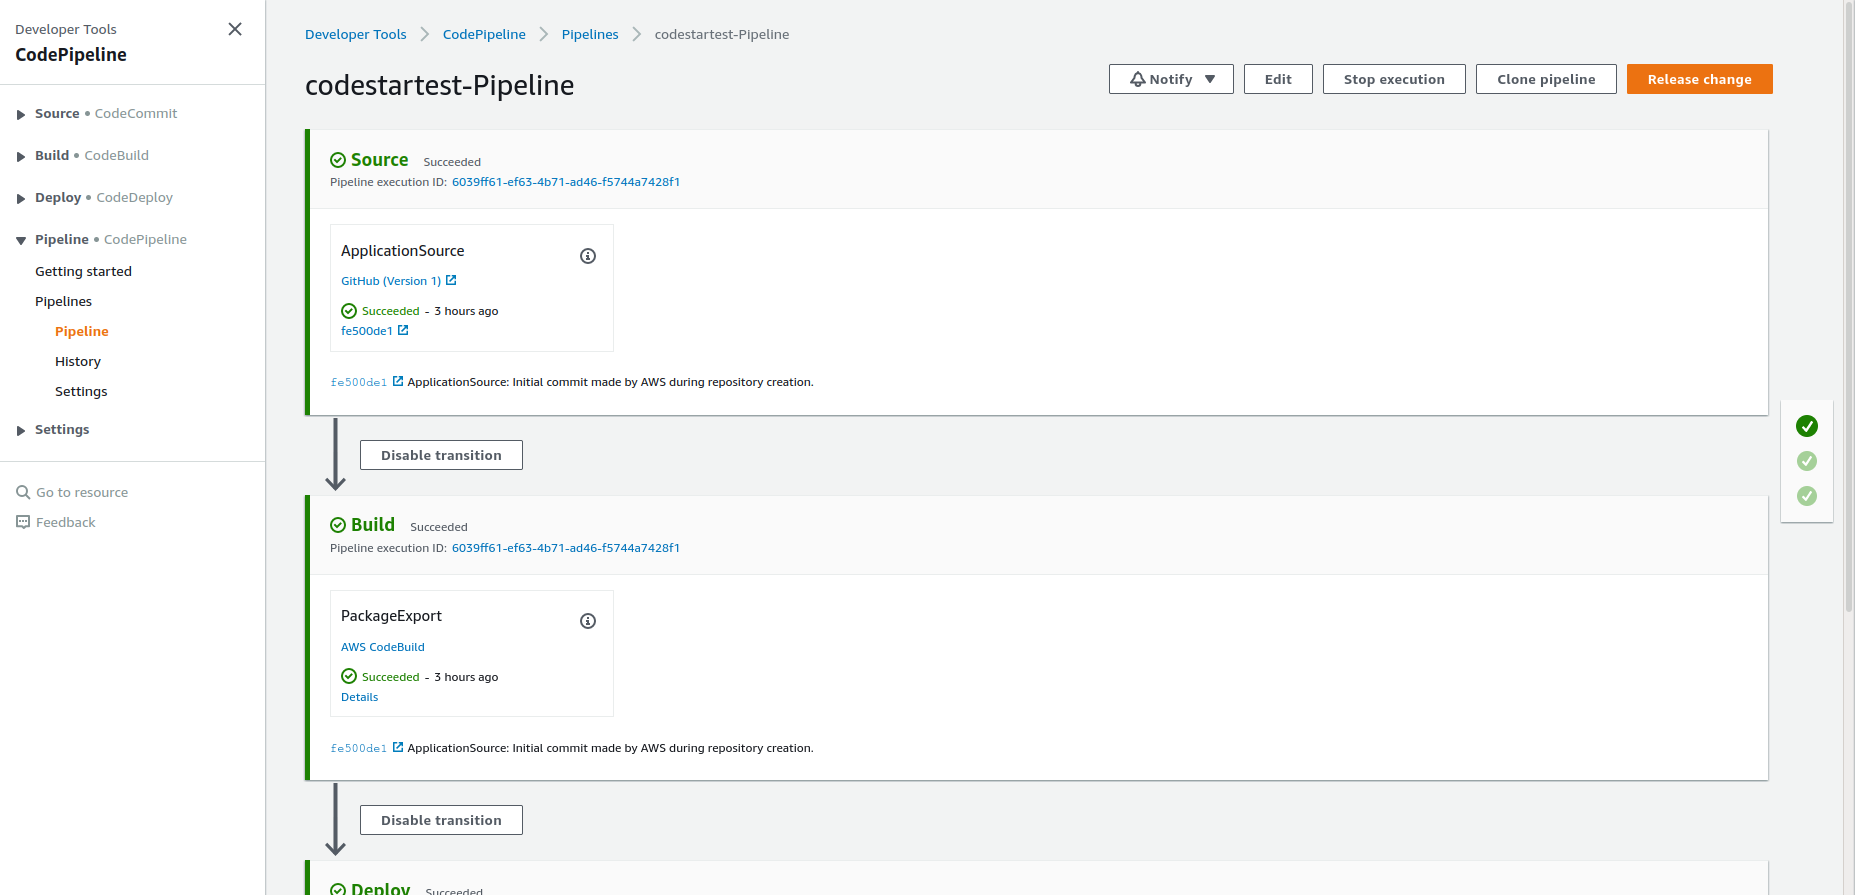 Developer Tools
CodePipeline
Source • CodeCommit
Build • CodeBuild
Deploy • CodeDeploy
Pipeline • CodePipeline
Getting started
Pipelines
Pipeline
History
Settings
Settings
Go to resource
Feedback
Developer Tools CodePipeline Pipelines codestartest-Pipeline
codestartest-Pipeline
Notify Edit Stop execution Clone pipeline Release change
Source Succeeded
Pipeline execution ID: 6039ff61-ef63-4b71-ad46-f5744a7428f1
ApplicationSource
GitHub (Version 1)
Succeeded - 3 hours ago
fe500de1
fe500de1 ApplicationSource: Initial commit made by AWS during repository creation.
Disable transition
Build Succeeded
Pipeline execution ID: 6039ff61-ef63-4b71-ad46-f5744a7428f1
PackageExport
AWS CodeBuild
Succeeded - 3 hours ago
Details
fe500de1 ApplicationSource: Initial commit made by AWS during repository creation.
Disable transition
Deploy Succeeded